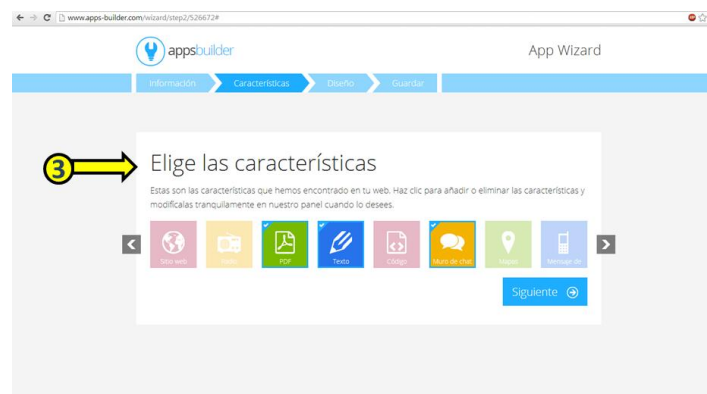 www.apps-builder.com/wizard/step2/526672#
appsbuilder
App Wizard
Información
Características
Diseño
Guardar
3
Elige las características
Estas son las características que hemos encontrado en tu web. Haz clic para añadir o eliminar las características y
modifícalas tranquilamente en nuestro panel cuando lo desees.
Sitio web
Radio
PDF
Texto
Código
Muro de chat
Mapas
Mensaje de
Siguiente